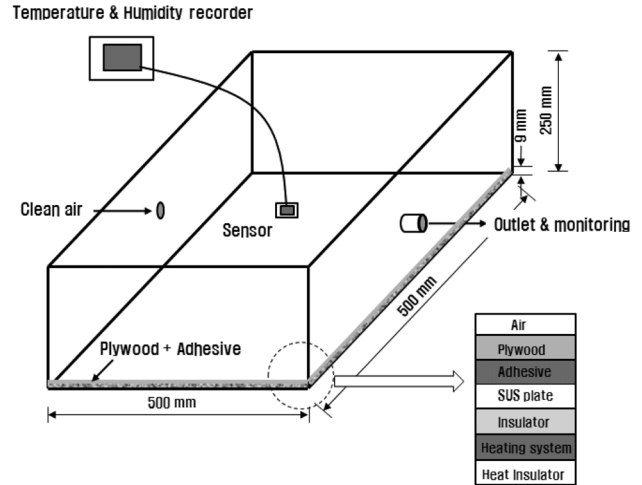 Temperature & Humidity recorder
250 mm
9 mm
Clean air
Sensor
Outlet & monitoring
500 mm
Plywood + Adhesive
500 mm
Air
Plywood
Adhesive
SUS plate
Insulator
Heating system
Heat Insulator